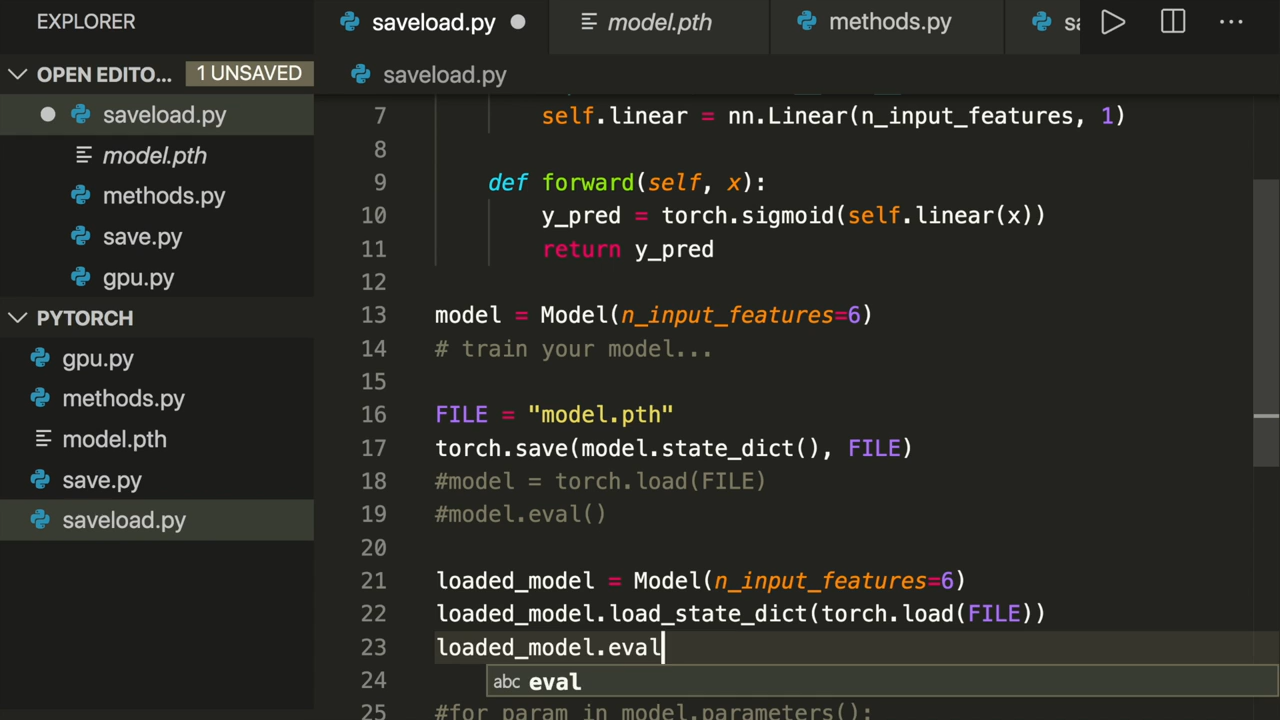 EXPLORER
saveload.py
model.pth
methods.py
OPEN EDITO... 1 UNSAVED
saveload.py
saveload.py
model.pth
methods.py
save.py
gpu.py
PYTORCH
gpu.py
methods.py
model.pth
save.py
saveload.py
7 self.linear = nn.Linear(n_input_features, 1)
8
9 def forward(self, x):
10 y_pred = torch.sigmoid(self.linear(x))
11 return y_pred
12
13 model = Model(n_input_features=6)
14 # train your model...
15
16 FILE = "model.pth"
17 torch.save(model.state_dict(), FILE)
18 #model = torch.load(FILE)
19 #model.eval()
20
21 loaded_model = Model(n_input_features=6)
22 loaded_model.load_state_dict(torch.load(FILE))
23 loaded_model.eval
24 abc eval
25 #for param in model.parameters():